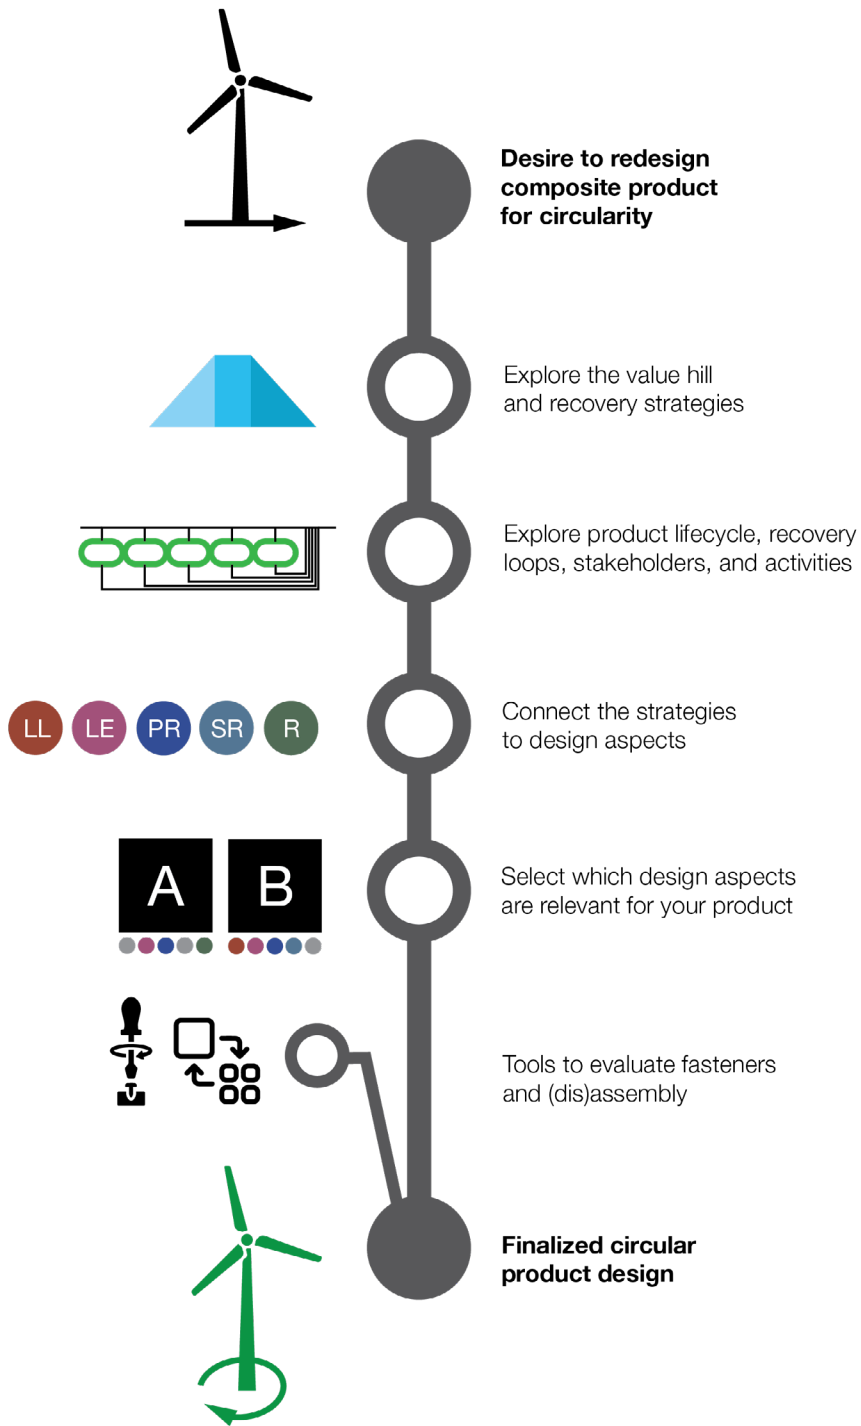 Desire to redesign
composite product
for circularity
Explore the value hill
and recovery strategies
Explore product lifecycle, recovery
loops, stakeholders, and activities
LL LE PR SR R
Connect the strategies
to design aspects
A B
Select which design aspects
are relevant for your product
Tools to evaluate fasteners
and (dis)assembly
Finalized circular
product design